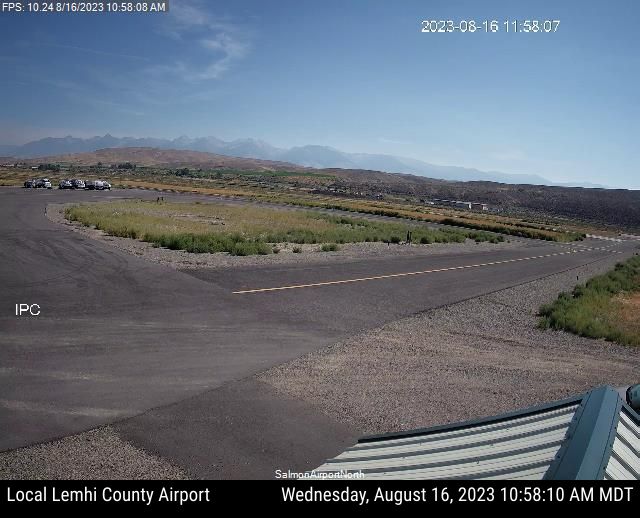 FPS: 10.24 8/16/2023 10:58:08 AM
2023-08-16 11:58:07
IPC
SalmonAirportNorth
Local Lemhi County Airport Wednesday, August 16, 2023 10:58:10 AM MDT